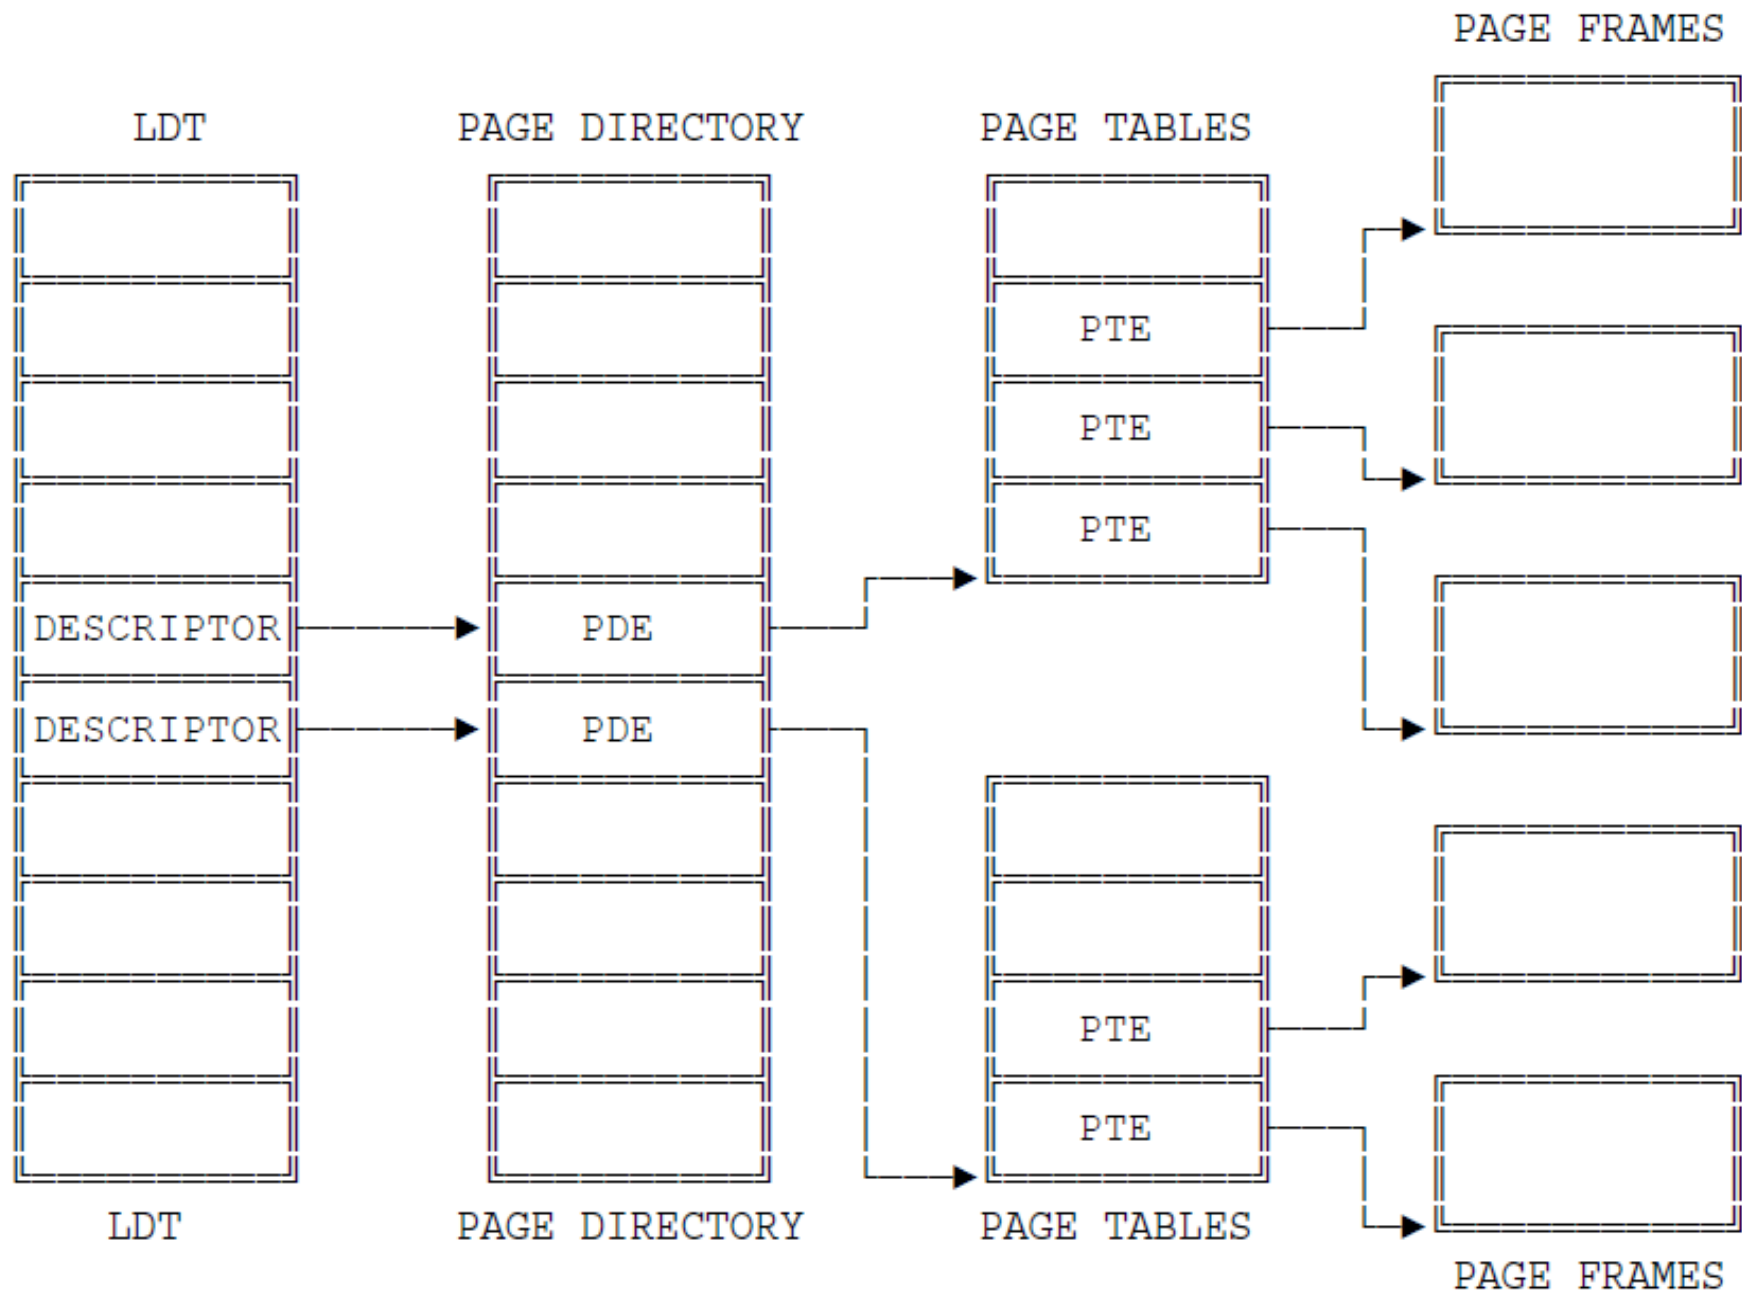 PAGE FRAMES
LDT PAGE DIRECTORY PAGE TABLES
PTE
PTE
PTE
DESCRIPTOR PDE
DESCRIPTOR PDE
PTE
PTE
LDT PAGE DIRECTORY PAGE TABLES
PAGE FRAMES